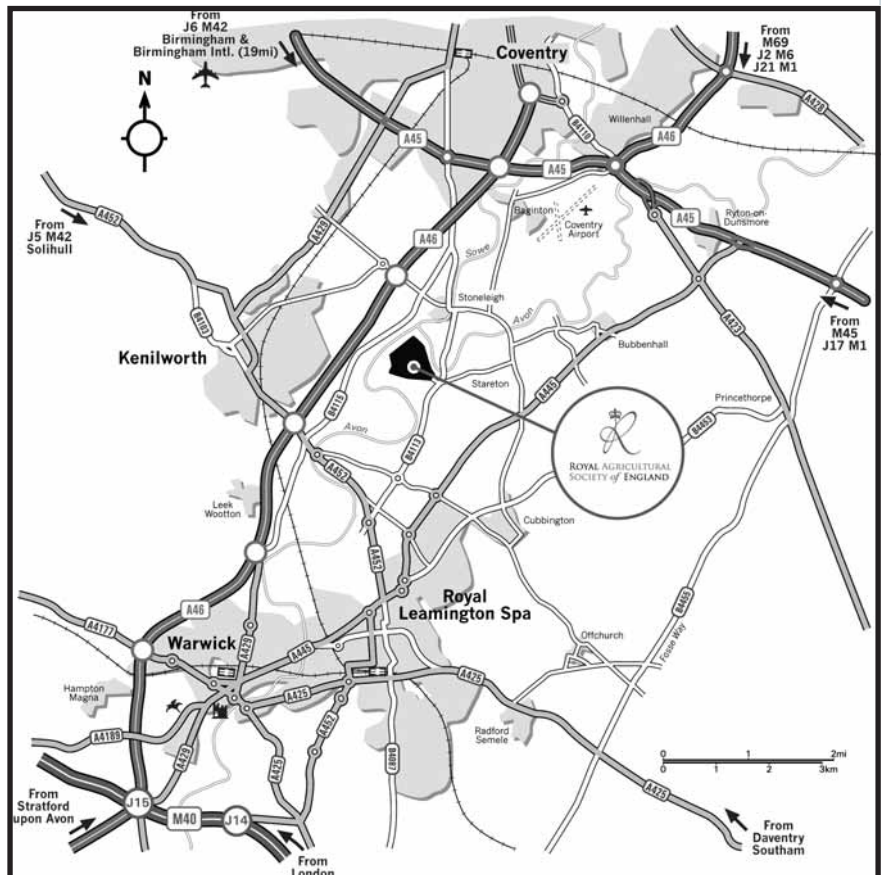 From
J6 M42
Birmingham &
Birmingham Intl. (19mi)
Coventry
From
M69
J2 M6
J21 M1
N
A428
Willenhall
B4110
A46
A45
A45
A45
From
J5 M42
Solihull
A452
A429
A46
Baginton
Coventry
Airport
Ryton-on-
Dunsmore
Sowe
B4103
Stoneleigh
Avon
From
M45
J17 M1
A423
Kenilworth
Bubbenhall
Stareton
A445
B4115
Princethorpe
B4453
Avon
B4113
ROYAL AGRICULTURAL
SOCIETY of ENGLAND
A452
Leek
Wootton
Cubbington
A452
A46
Royal
Leamington Spa
B4455
A4177
Warwick
A429
A445
Offchurch
Fosse Way
Hampton
Magna
A425
A425
Radford
Semele
A4189
A429
A425
A452
B4087
0 1 2mi
0 1 2 3km
From
Stratford
upon Avon
J15
M40
J14
A425
From
London
From
Daventry
Southam